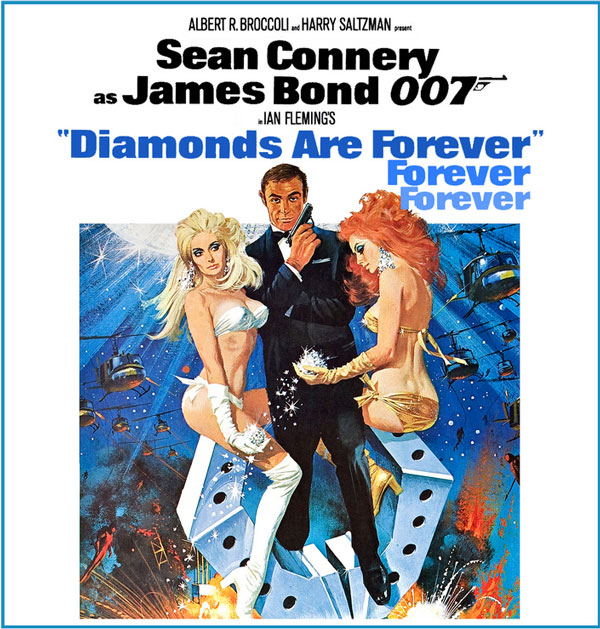 ALBERT R. BROCCOLI and HARRY SALTZMAN present
Sean Connery
as James Bond 007
in IAN FLEMING'S
"Diamonds Are Forever"
Forever
Forever